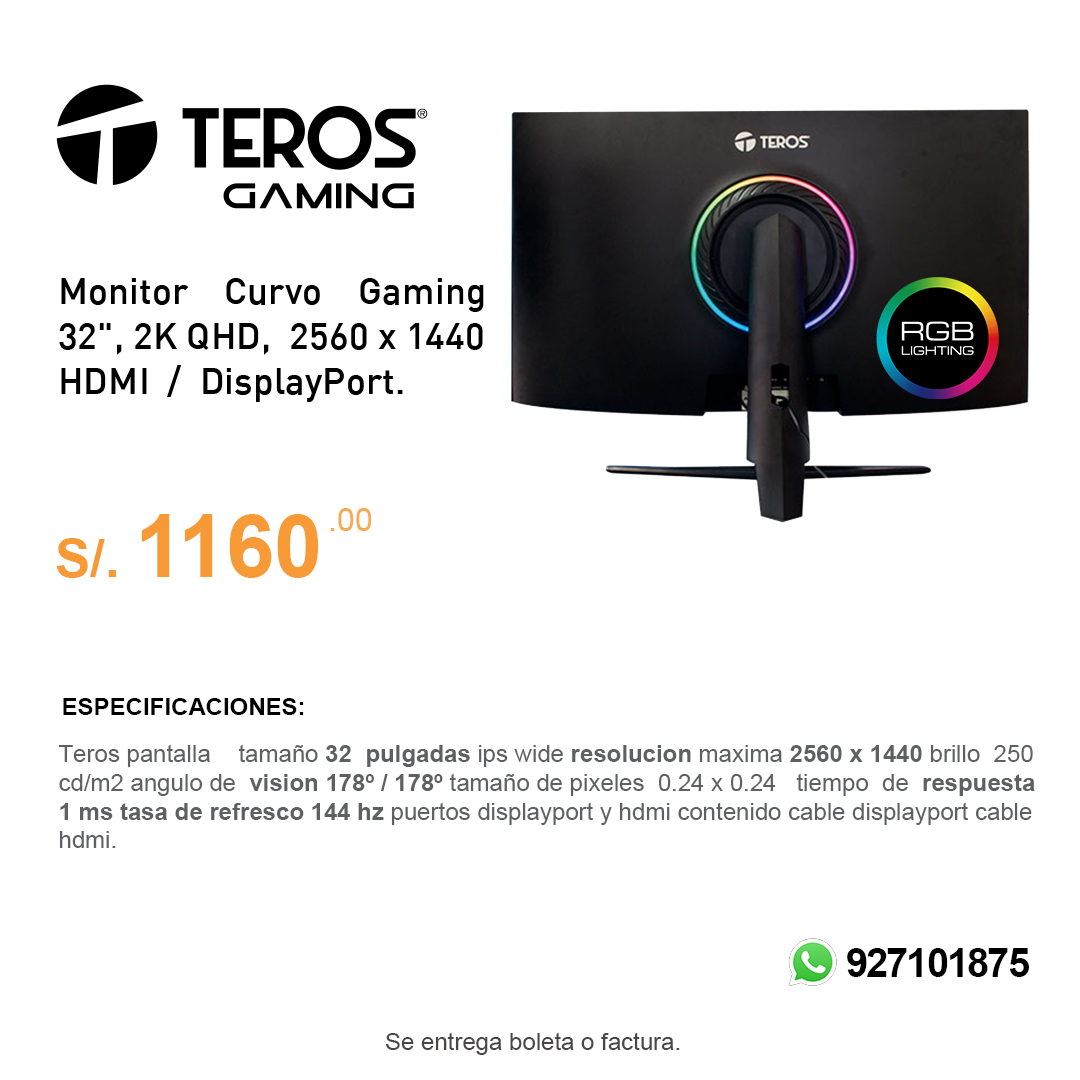 TEROS®
GAMING
TEROS
RGB
LIGHTING
Monitor Curvo Gaming
32", 2K QHD, 2560 x 1440
HDMI / DisplayPort.
S/. 1160.00
ESPECIFICACIONES:
Teros pantalla tamaño 32 pulgadas ips wide resolucion maxima 2560 x 1440 brillo 250
cd/m2 angulo de vision 178º / 178º tamaño de pixeles 0.24 x 0.24 tiempo de respuesta
1 ms tasa de refresco 144 hz puertos displayport y hdmi contenido cable displayport cable
hdmi.
927101875
Se entrega boleta o factura.